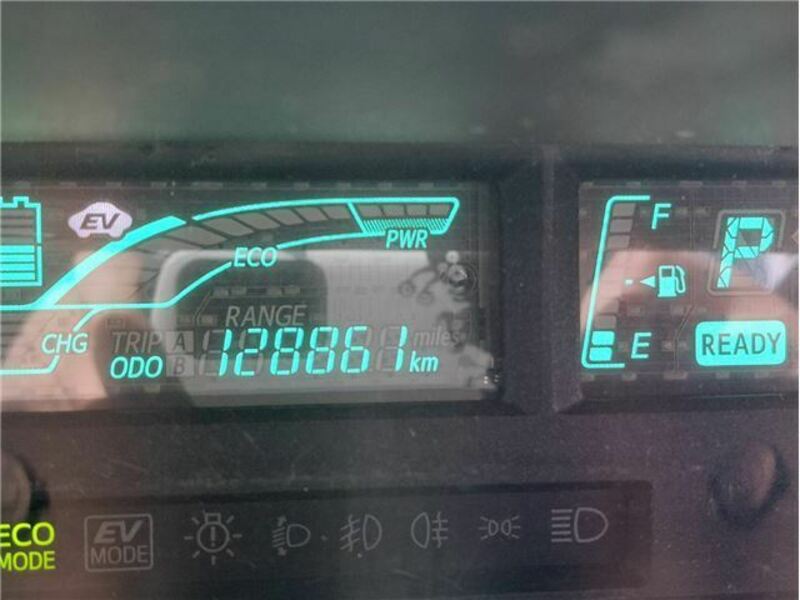 EV
PWR
F
P
ECO
RANGE
CHG
TRIP A
miles
E
READY
ODO
B
128861 km
ECO
MODE
EV
MODE